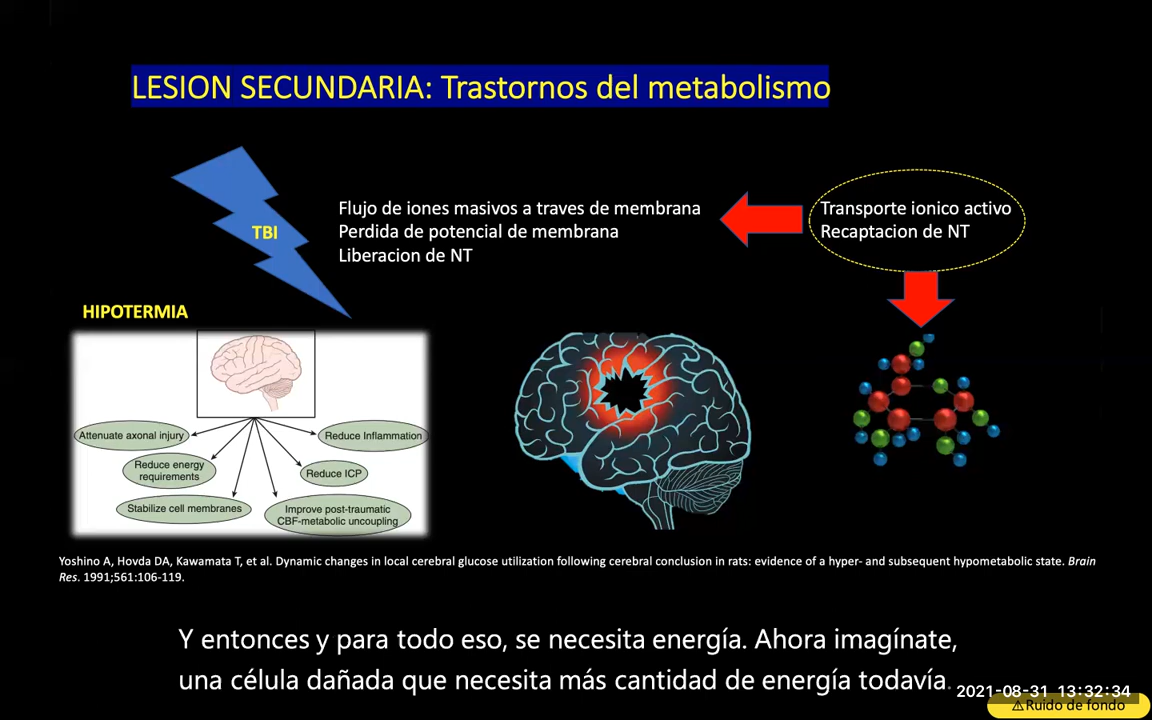 LESION SECUNDARIA: Trastornos del metabolismo
TBI
Flujo de iones masivos a traves de membrana
Perdida de potencial de membrana
Liberacion de NT
Transporte ionico activo
Recaptacion de NT
HIPOTERMIA
Attenuate axonal injury
Reduce Inflammation
Reduce energy
requirements
Reduce ICP
Stabilize cell membranes
Improve post-traumatic
CBF-metabolic uncoupling
Yoshino A, Hovda DA, Kawamata T, et al. Dynamic changes in local cerebral glucose utilization following cerebral conclusion in rats: evidence of a hyper- and subsequent hypometabolic state. Brain
Res. 1991;561:106-119.
Y entonces y para todo eso, se necesita energía. Ahora imagínate,
una célula dañada que necesita más cantidad de energía todavía.
2021-08-31 13:32:34
⚠Ruido de fondo